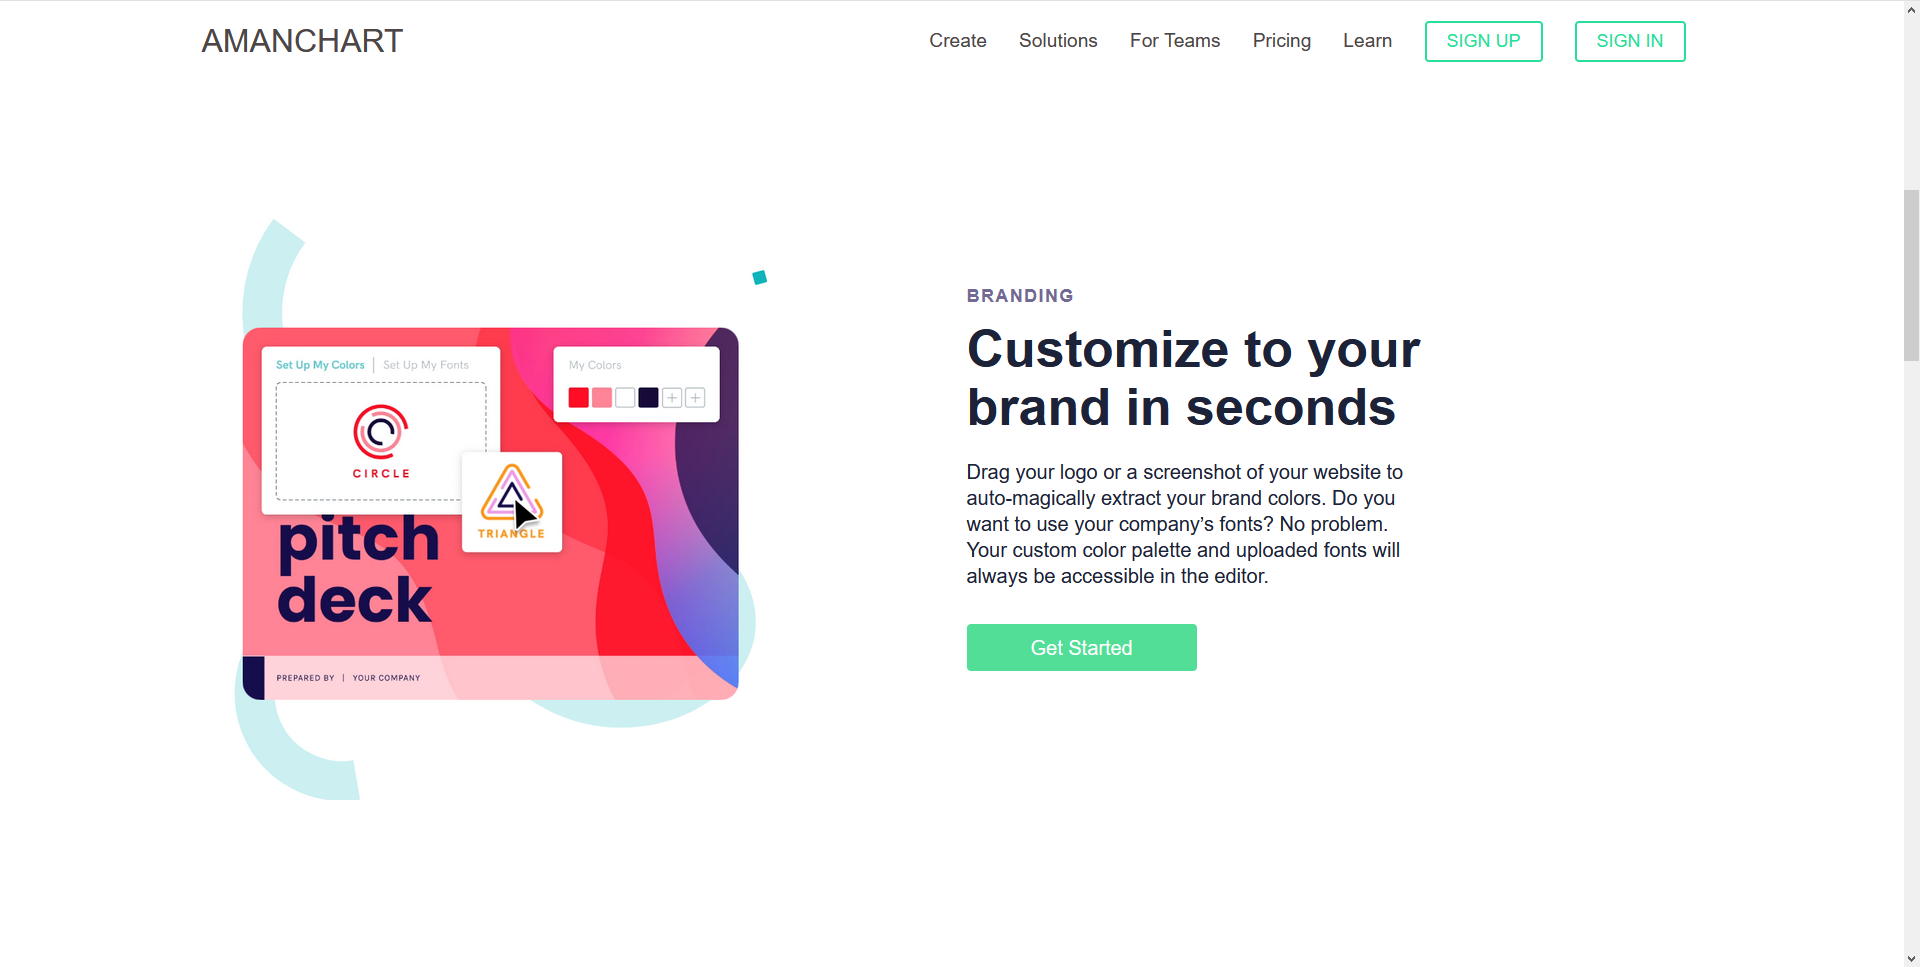 AMANCHART
Create
Solutions
For Teams
Pricing
Learn
SIGN UP
SIGN IN
Set Up My Colors | Set Up My Fonts
CIRCLE
My Colors
TRIANGLE
pitch
deck
PREPARED BY | YOUR COMPANY
BRANDING
Customize to your
brand in seconds
Drag your logo or a screenshot of your website to
auto-magically extract your brand colors. Do you
want to use your company’s fonts? No problem.
Your custom color palette and uploaded fonts will
always be accessible in the editor.
Get Started